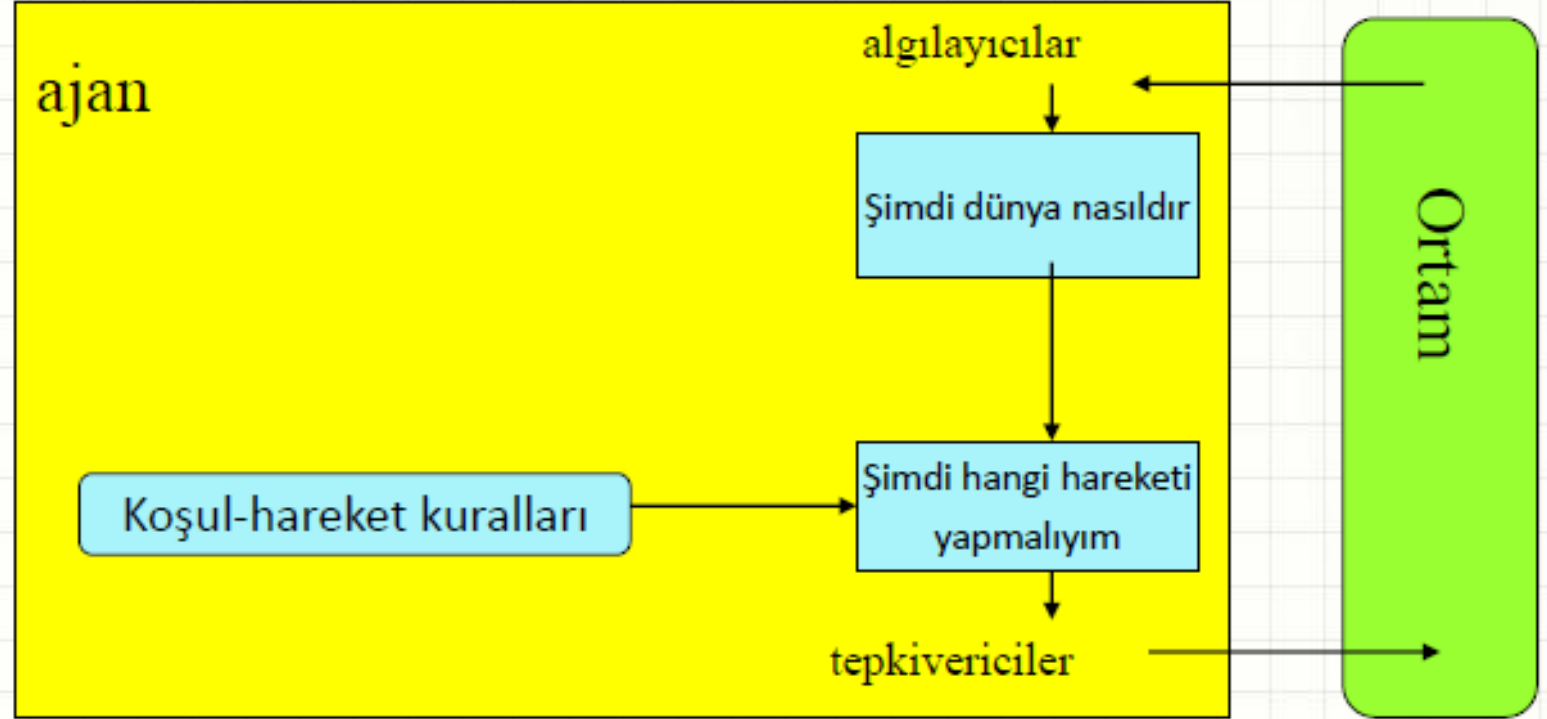 ajan
algılayıcılar
Şimdi dünya nasıldır
Koşul-hareket kuralları
Şimdi hangi hareketi
yapmalıyım
tepkivericiler
Ortam